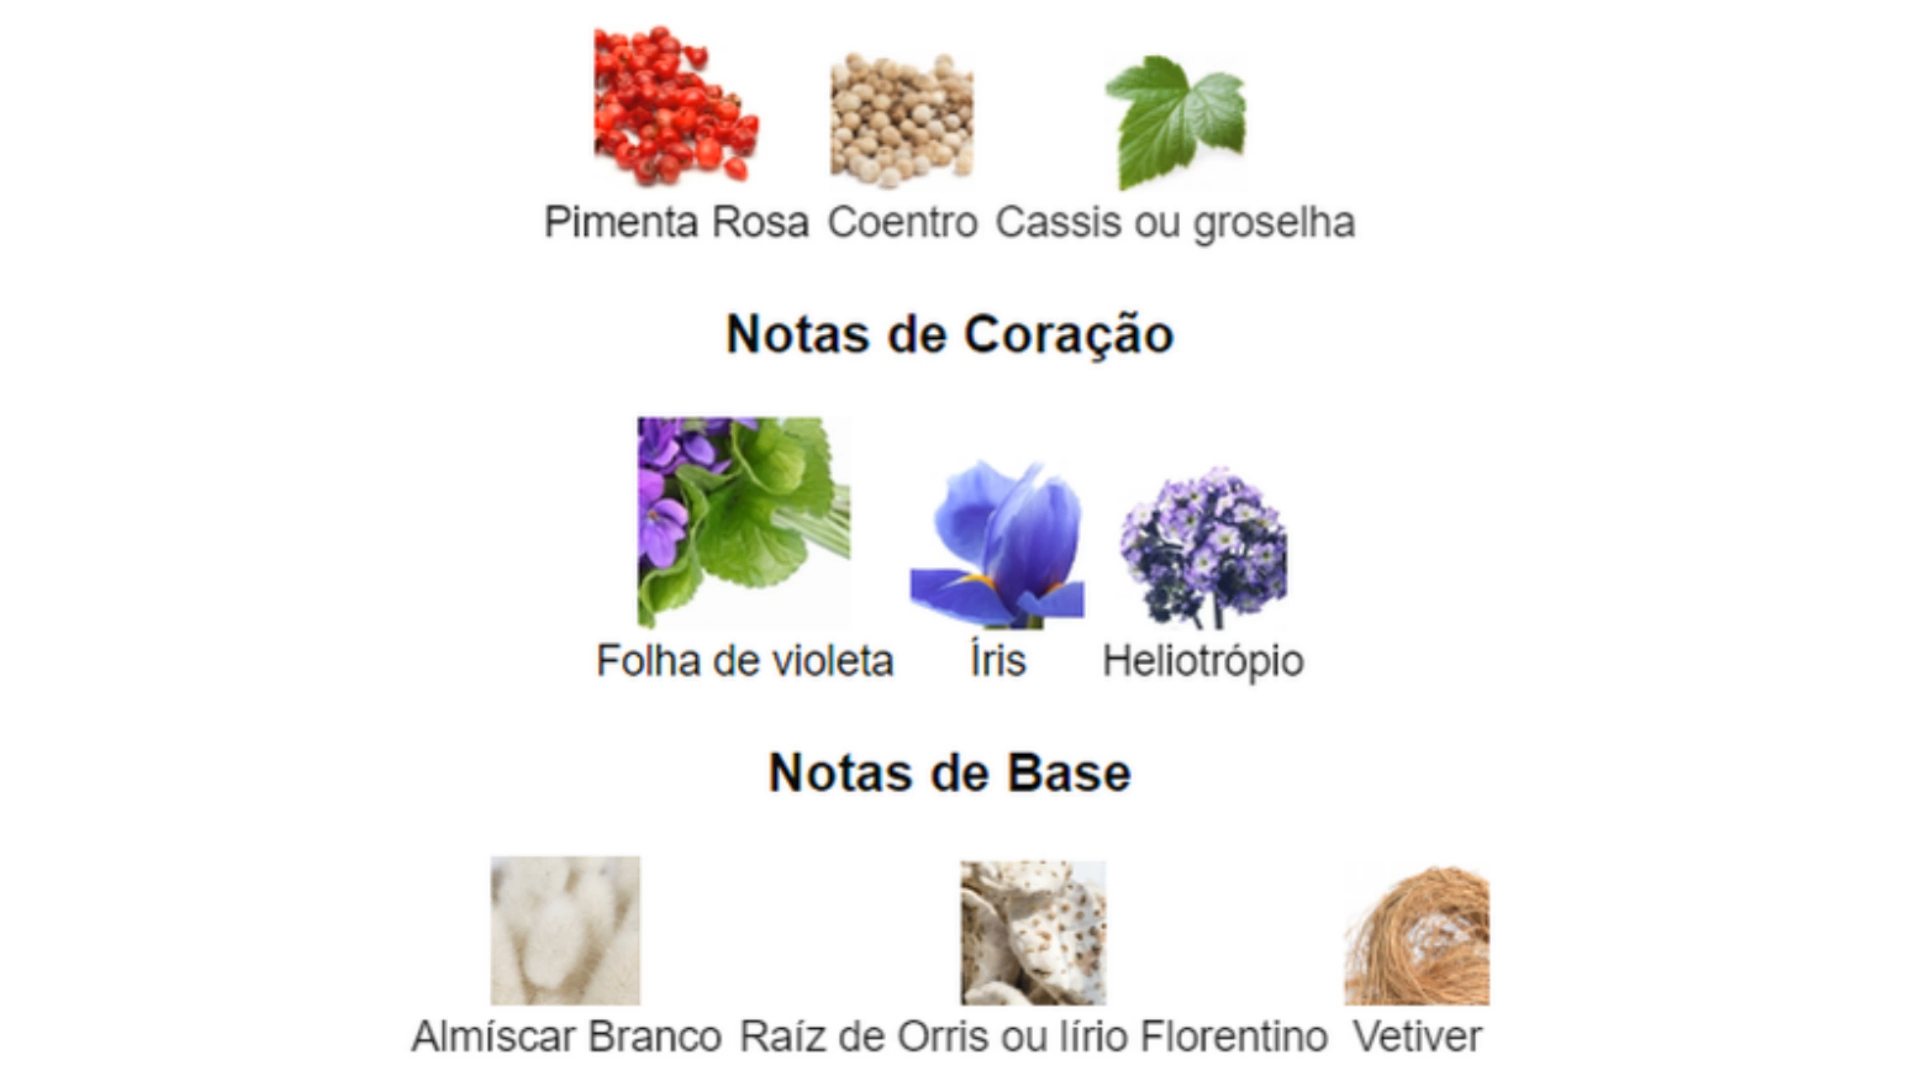 Pimenta Rosa Coentro Cassis ou groselha
Notas de Coração
Folha de violeta Íris Heliotrópio
Notas de Base
Almíscar Branco Raíz de Orris ou lírio Florentino Vetiver